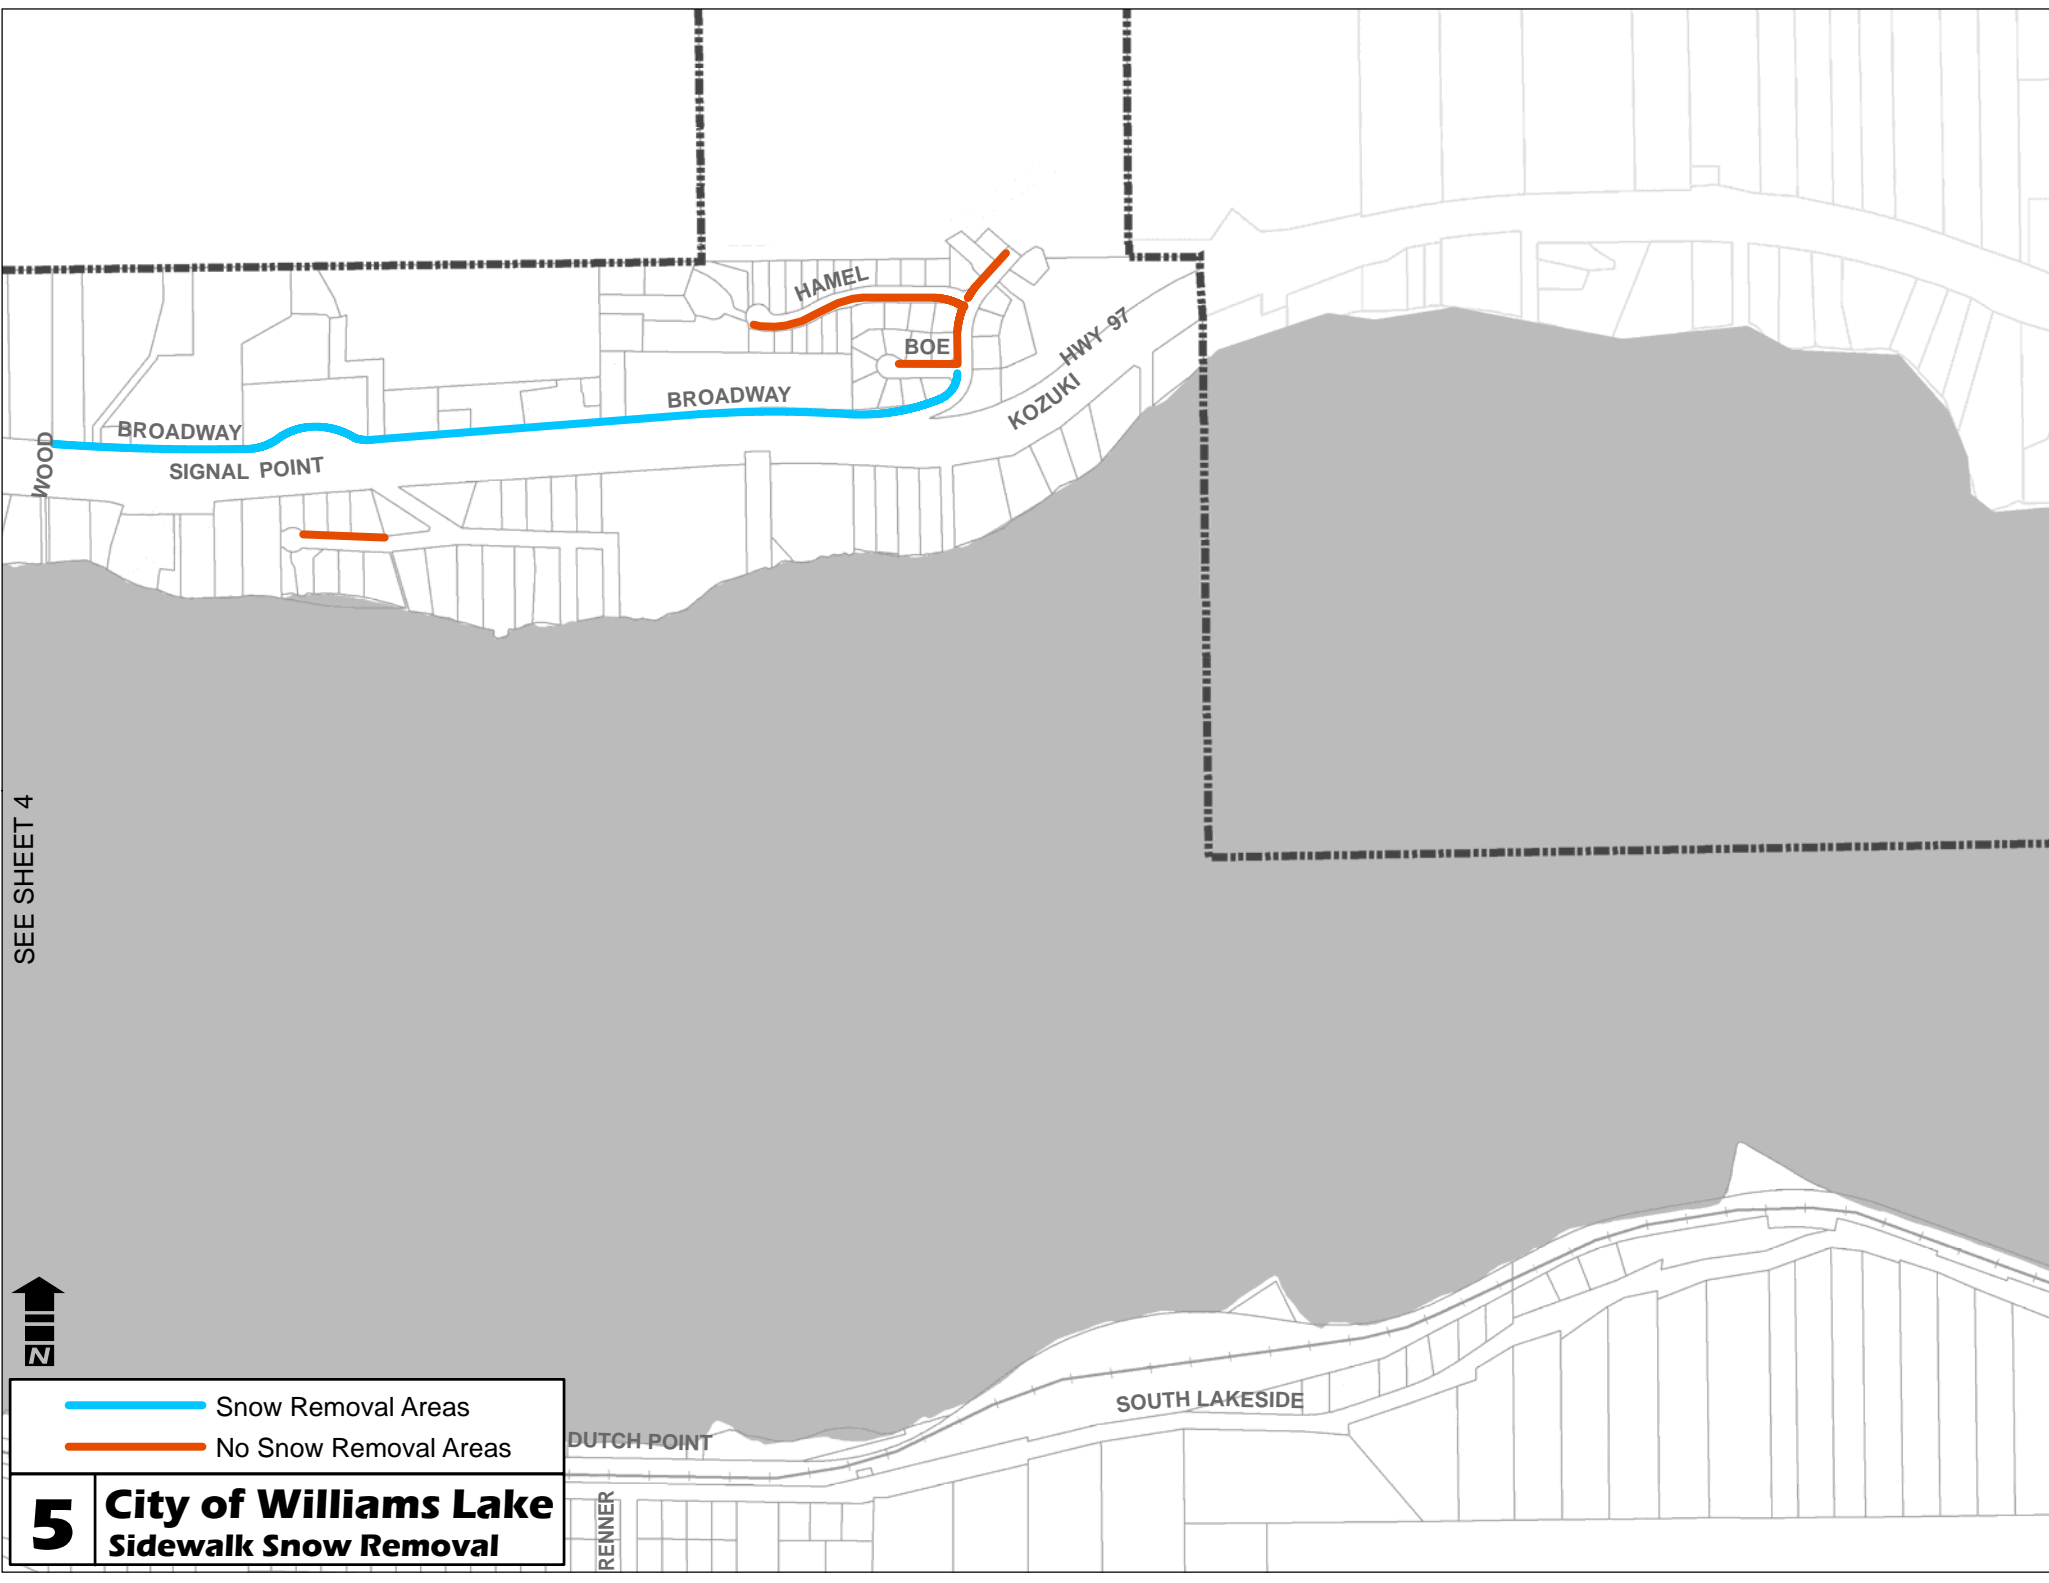 HAMEL
BOE
HWY 97
KOZUKI
BROADWAY
BROADWAY
WOOD
SIGNAL POINT
SEE SHEET 4
N
SOUTH LAKESIDE
DUTCH POINT
RENNER
Snow Removal Areas
No Snow Removal Areas
5
City of Williams Lake
Sidewalk Snow Removal